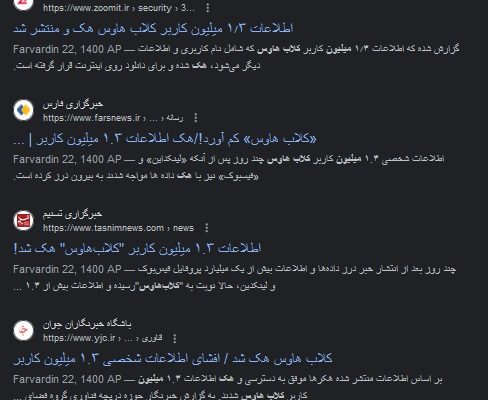 https://www.zoomit.ir › security › 3...
اطلاعات ۱٫۳ میلیون کاربر کلاب هاوس هک و منتشر شد
Farvardin 22, 1400 AP — گزارش شده که اطلاعات ۱٫۳ میلیون کاربر کلاب هاوس که شامل نام کاربری و اطلاعات
دیگر می‌شود، هک شده و برای دانلود روی اینترنت قرار گرفته است.
خبرگزاری فارس
https://www.farsnews.ir › ... › رسانه
«کلاب هاوس» کم آورد!/هک اطلاعات ۱.۳ میلیون کاربر | ...
Farvardin 22, 1400 AP — اطلاعات شخصی ۱.۳ میلیون کاربر کلاب هاوس چند روز پس از آنکه «لینکداین» و
«فیسبوک» نیز با هک داده ها مواجه شدند به بیرون درز کرده است.
خبرگزاری تسنیم
https://www.tasnimnews.com › news
اطلاعات ۱.۳ میلیون کاربر "کلاب‌هاوس" هک شد!
Farvardin 22, 1400 AP — چند روز بعد از انتشار خبر درز داده‌ها و اطلاعات بیش از یک میلیارد پروفایل فیس‌بوک
و لینکدین، حالا نوبت به "کلاب‌هاوس"رسیده و اطلاعات بیش از ۱.۳ ...
باشگاه خبرنگاران جوان
https://www.yjc.ir › ... › فناوری
کلاب هاوس هک شد / افشای اطلاعات شخصی ۱.۳ میلیون کاربر
Farvardin 22, 1400 AP — بر اساس اطلاعات منتشر شده هکرها موفق به دسترسی و هک اطلاعات ۱.۳ میلیون
کاربر کلاب هاوس شدند. به گزارش خبرنگار حوزه دریچه فناوری گروه فضای ...